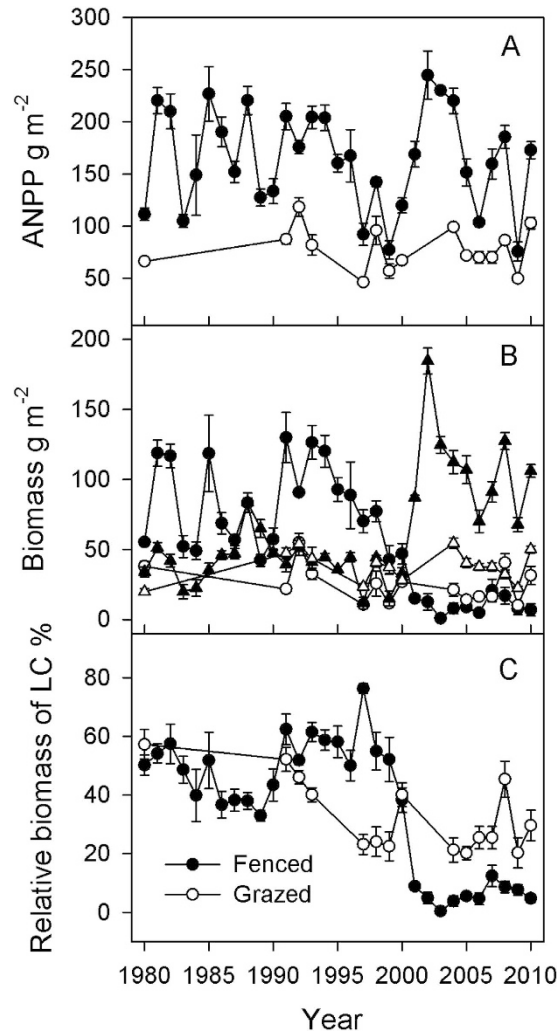 300
A
250
200
150
100
50
ANPP g m-2
200
B
150
100
50
0
Biomass g m-2
C
80
60
40
20
0
Relative biomass of LC %
Fenced
Grazed
1980 1985 1990 1995 2000 2005 2010
Year